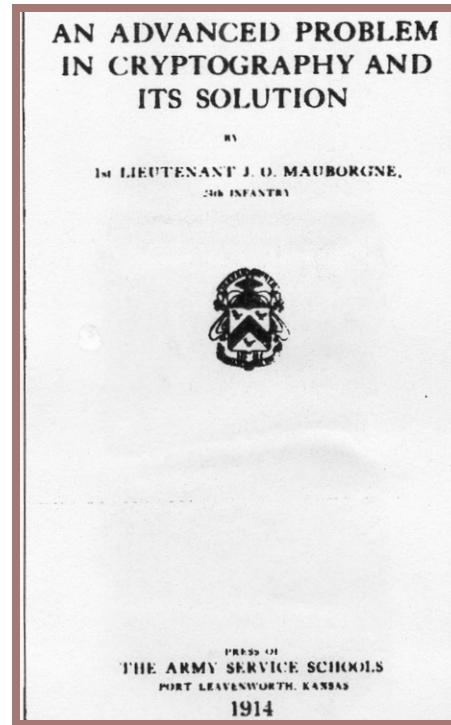 AN ADVANCED PROBLEM
IN CRYPTOGRAPHY AND
ITS SOLUTION
BY
1st LIEUTENANT J. O. MAUBORGNE,
INFANTRY
PRESS OF
THE ARMY SERVICE SCHOOLS
FORT LEAVENWORTH, KANSAS
1914